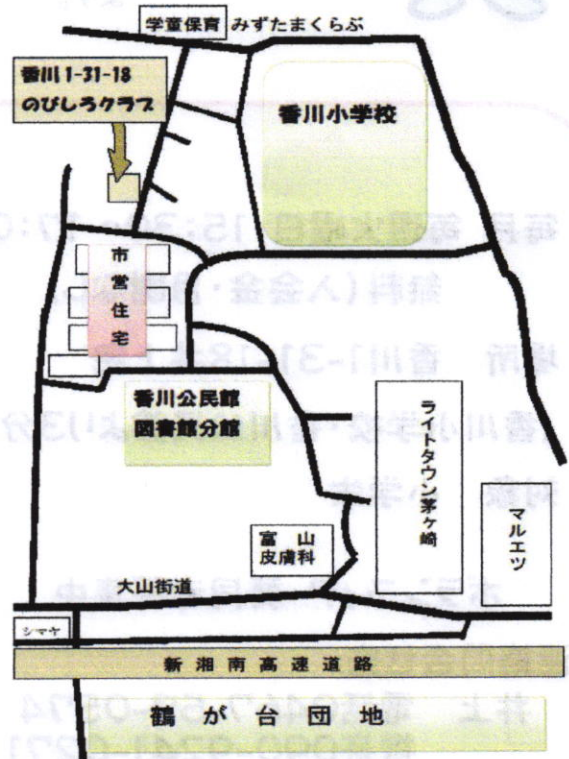 学童保育 みずたまくらぶ
香川1-31-18
のびしろクラブ
香川小学校
市営住宅
香川公民館
図書館分館
ライトタウン茅ヶ崎
マルエツ
富山
皮膚科
大山街道
シマヤ
新湘南高速道路
鶴が台団地